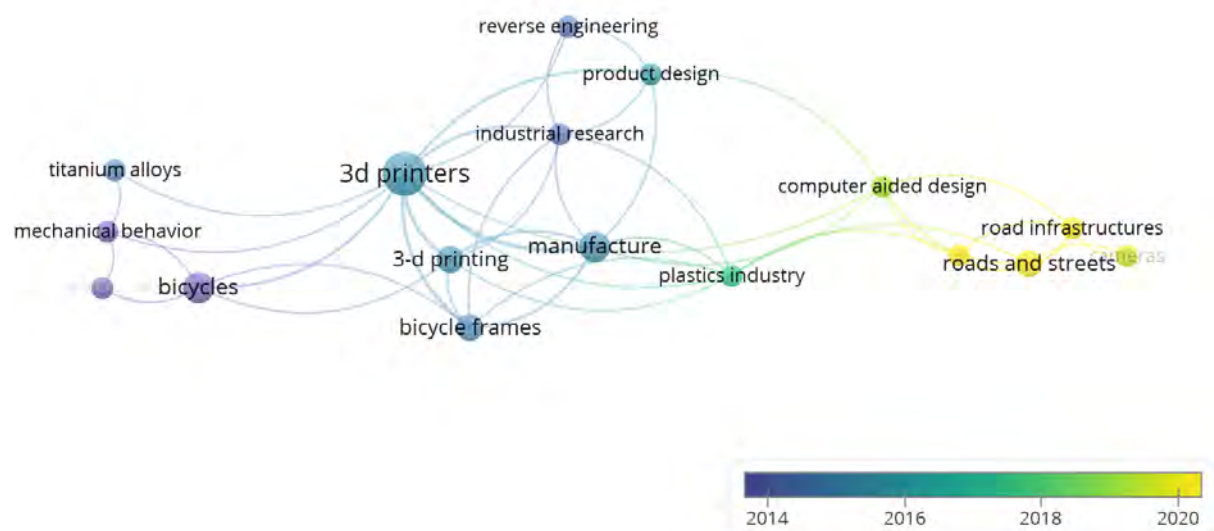 reverse engineering
product design
industrial research
titanium alloys
3d printers
computer aided design
mechanical behavior
road infrastructures
manufacture
3-d printing
roads and streets
cameras
plastics industry
bicycles
bicycle frames
2014
2016
2018
2020